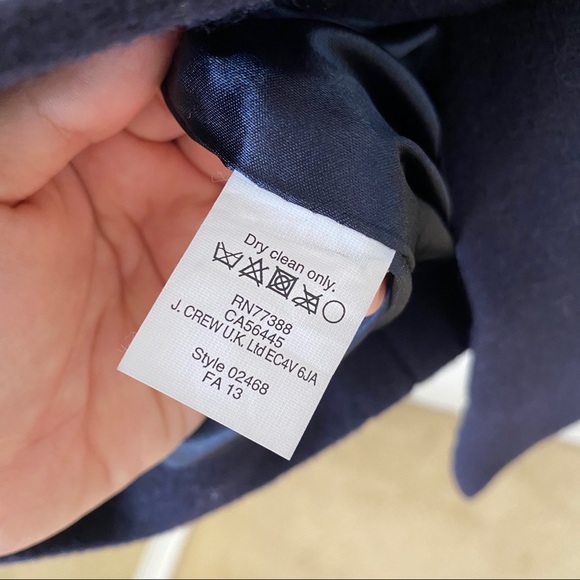 Dry clean only.
RN77388
CA56445
J. CREW U.K. Ltd EC4V 6JA
Style 02468
FA 13